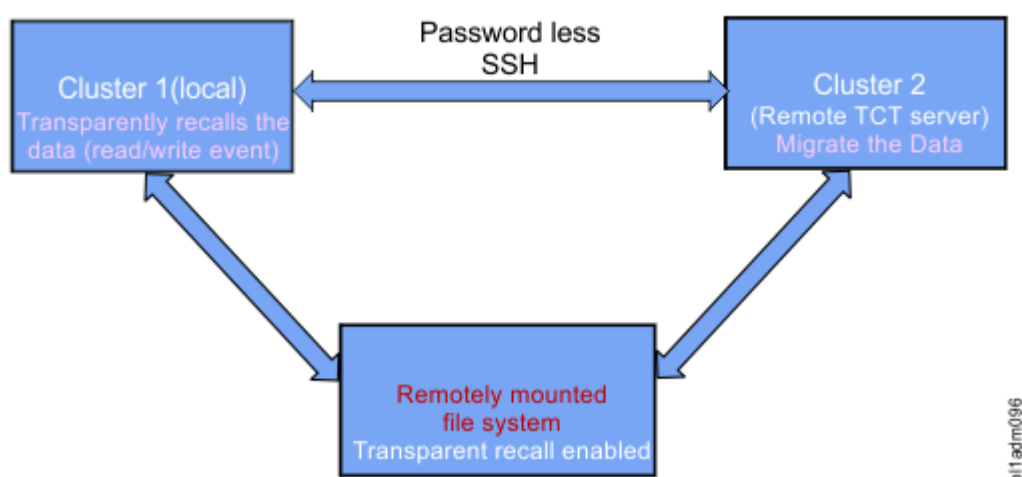 Password less
SSH
Cluster 1(local)
Transparently recalls the
data (read/write event)
Cluster 2
(Remote TCT server)
Migrate the Data
Remotely mounted
file system
Transparent recall enabled
bl1adm096